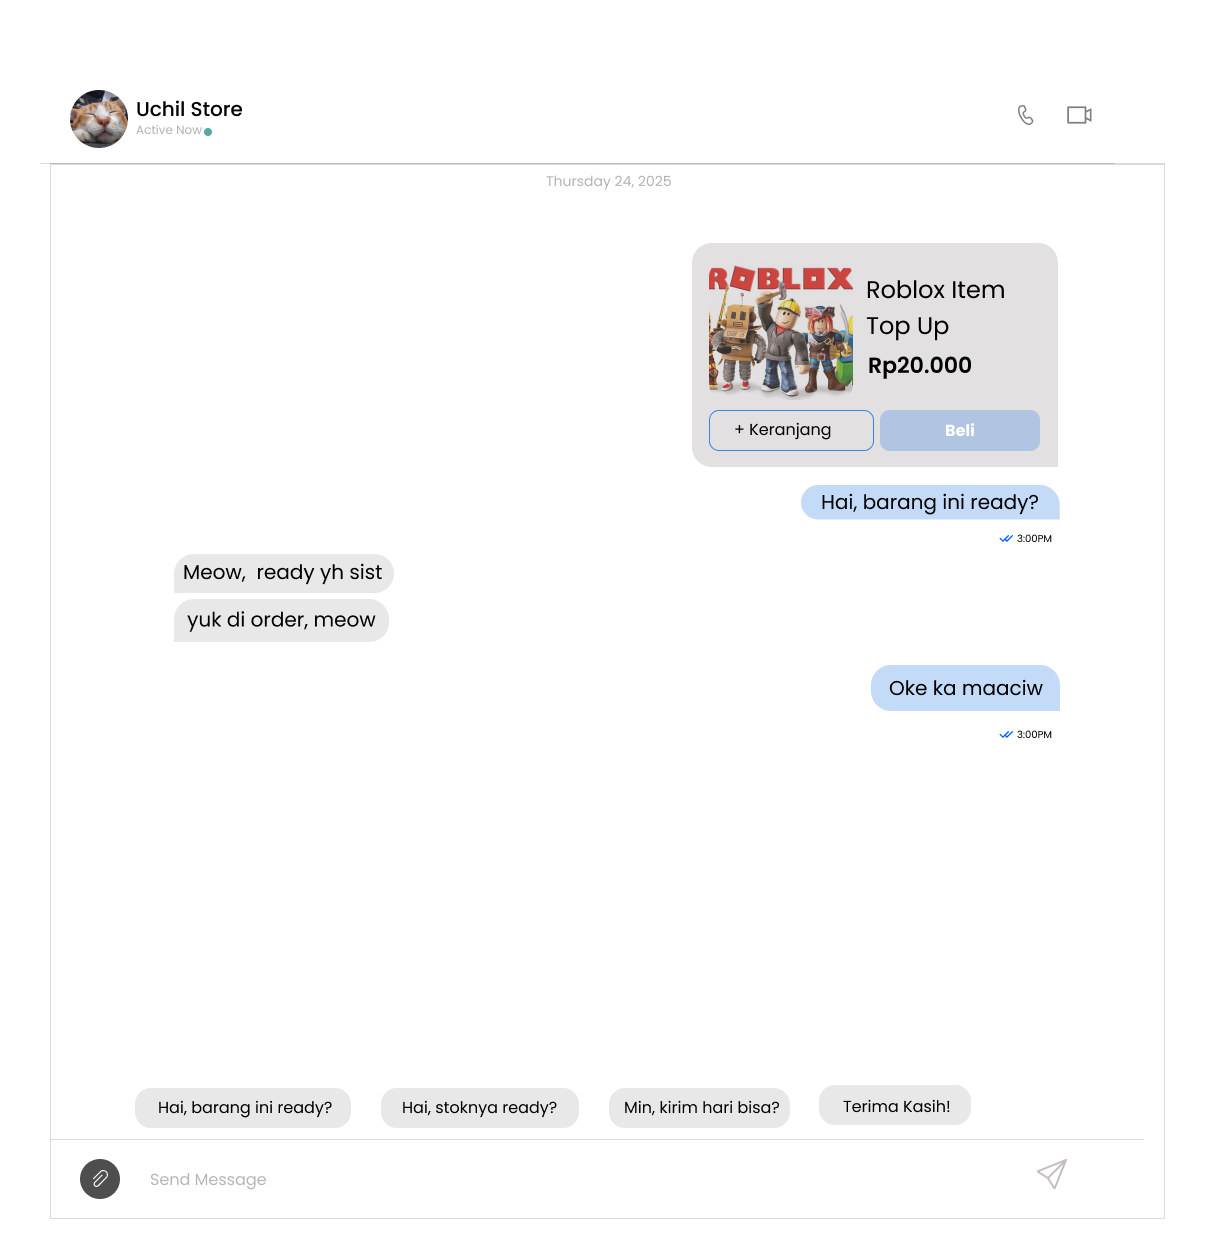 Uchil Store
Active Now
Thursday 24, 2025
ROBLOX
Roblox Item
Top Up
Rp20.000
+ Keranjang
Beli
Hai, barang ini ready?
3:00PM
Meow,  ready yh sist
yuk di order, meow
Oke ka maaciw
3:00PM
Hai, barang ini ready?
Hai, stoknya ready?
Min, kirim hari bisa?
Terima Kasih!
Send Message